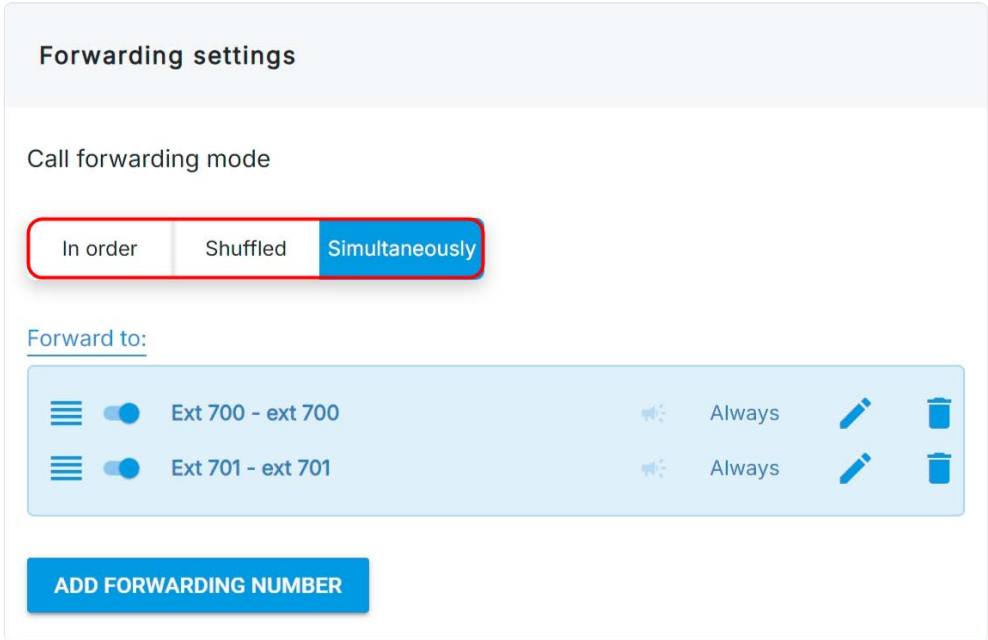 Forwarding settings
Call forwarding mode
In order Shuffled Simultaneously
Forward to:
Ext 700 - ext 700 Always
Ext 701 - ext 701 Always
ADD FORWARDING NUMBER